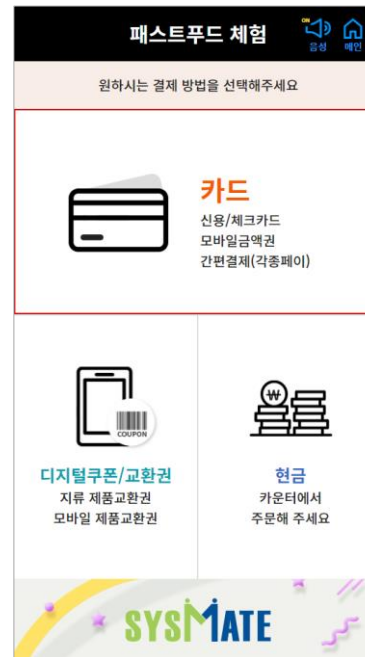 패스트푸드 체험
ON
음성
메인
원하시는 결제 방법을 선택해주세요
카드
신용/체크카드
모바일금액권
간편결제(각종페이)
COUPON
디지털쿠폰/교환권
지류 제품교환권
모바일 제품교환권
₩
현금
카운터에서
주문해 주세요
SYSMATE